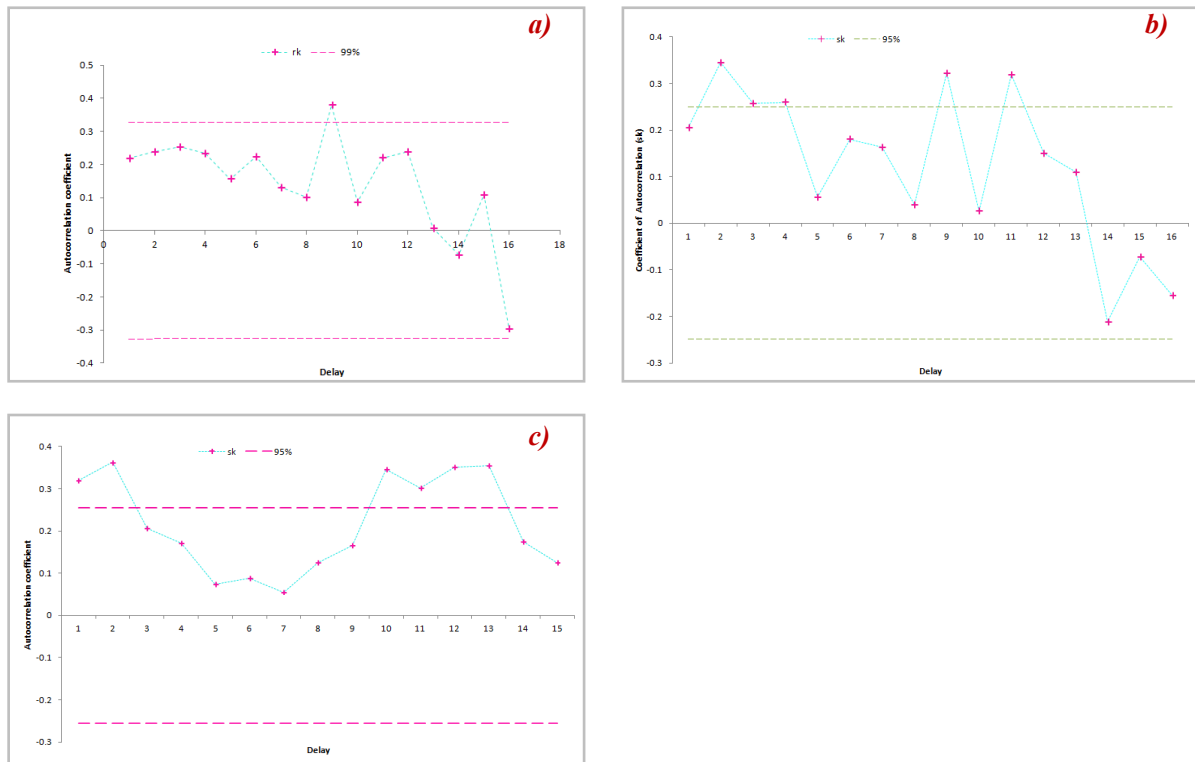 a)
rk 99%
Autocorrelation coefficient
0.5
0.4
0.3
0.2
0.1
0
-0.1
-0.2
-0.3
-0.4
0 2 4 6 8 10 12 14 16 18
Delay
b)
sk 95%
Coefficient of Autocorrelation (sk)
0.4
0.3
0.2
0.1
0
-0.1
-0.2
-0.3
1 2 3 4 5 6 7 8 9 10 11 12 13 14 15 16
Delay
c)
sk 95%
Autocorrelation coefficient
0.4
0.3
0.2
0.1
0
-0.1
-0.2
-0.3
1 2 3 4 5 6 7 8 9 10 11 12 13 14 15
Delay